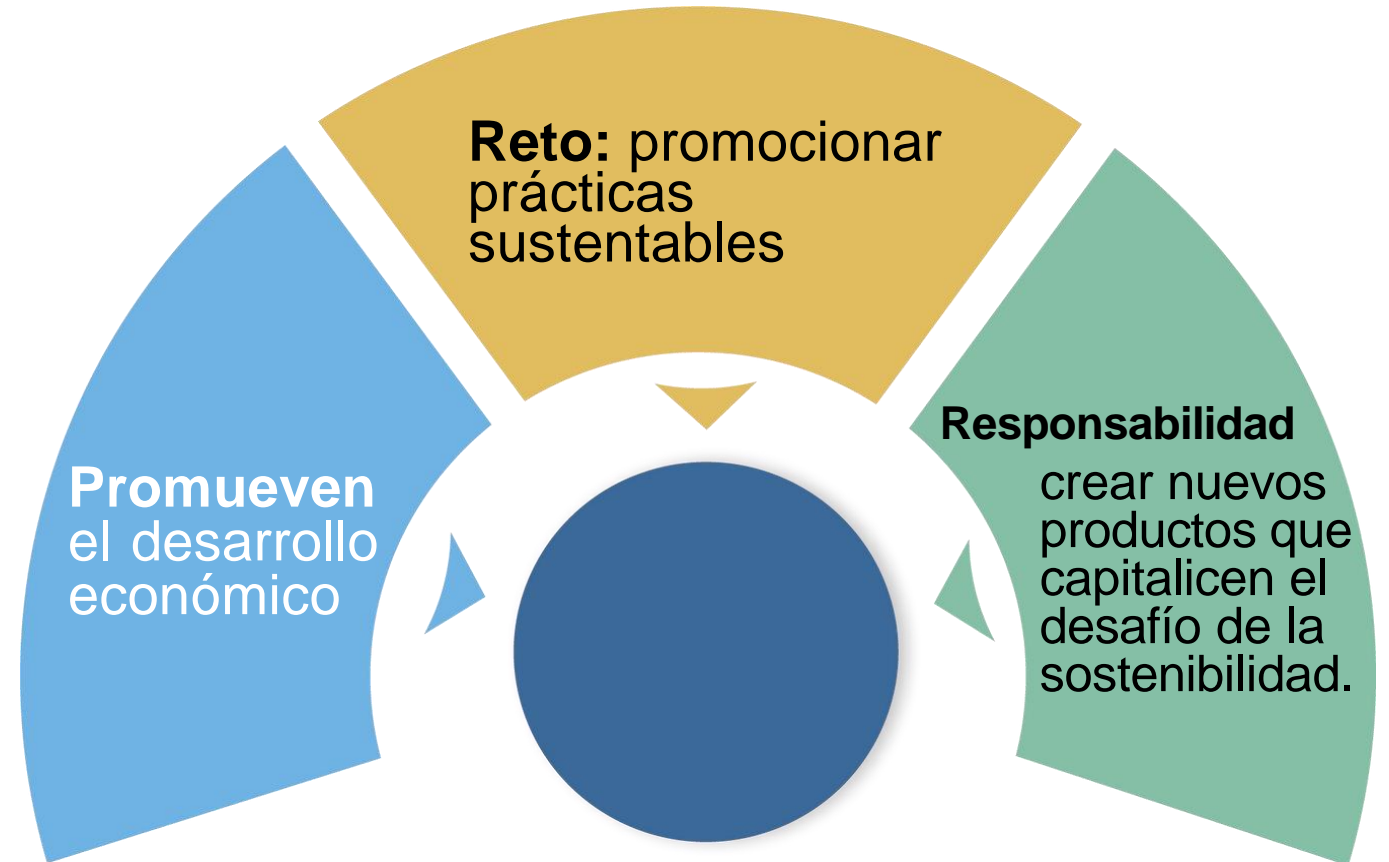 Promueven
el desarrollo
económico
Reto: promocionar
prácticas
sustentables
Responsabilidad
crear nuevos
productos que
capitalicen el
desafío de la
sostenibilidad.